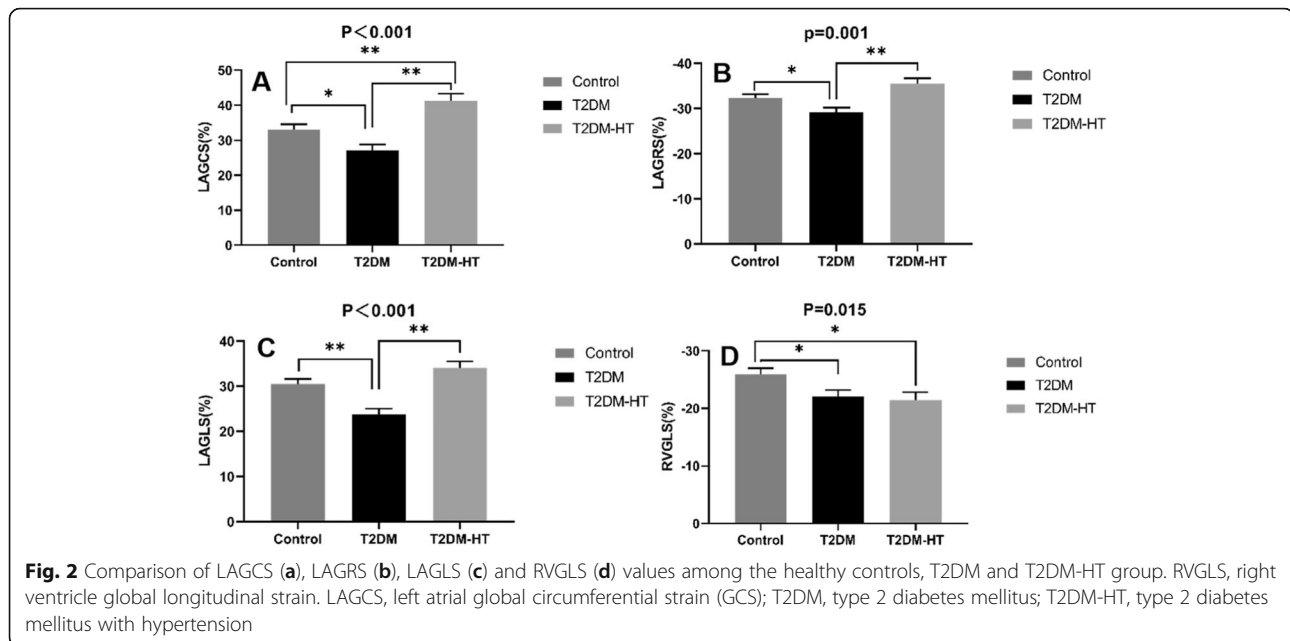 P<0.001
**
A
*
**
50
40
30
20
10
0
LAGCS(%)
Control
T2DM
T2DM-HT
Control
T2DM
T2DM-HT
p=0.001
B
*
**
-40
-30
-20
-10
-0
LAGRS(%)
Control
T2DM
T2DM-HT
Control
T2DM
T2DM-HT
P<0.001
C
**
**
40
30
20
10
0
LAGLS(%)
Control
T2DM
T2DM-HT
Control
T2DM
T2DM-HT
P=0.015
*
D
*
-30
-20
-10
0
RVGLS(%)
Control
T2DM
T2DM-HT
Control
T2DM
T2DM-HT
Fig. 2 Comparison of LAGCS (a), LAGRS (b), LAGLS (c) and RVGLS (d) values among the healthy controls, T2DM and T2DM-HT group. RVGLS, right
ventricle global longitudinal strain. LAGCS, left atrial global circumferential strain (GCS); T2DM, type 2 diabetes mellitus; T2DM-HT, type 2 diabetes
mellitus with hypertension